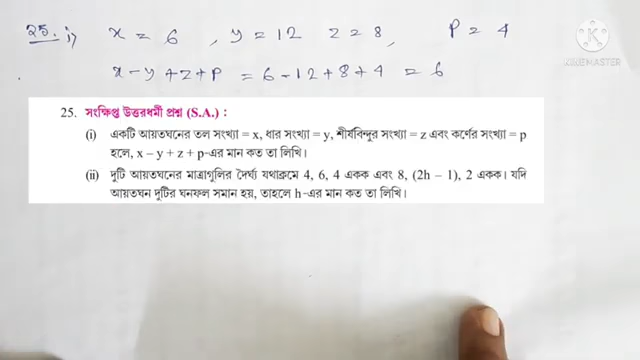 25. i) x = 6 , y = 12 z = 8 , P = 4
x - y + z + p = 6 - 12 + 8 + 4 = 6
25. সংক্ষিপ্ত উত্তরধর্মী প্রশ্ন (S.A.) :
(i) একটি আয়তঘনের তল সংখ্যা = x, ধার সংখ্যা = y, শীর্ষবিন্দুর সংখ্যা = z এবং কর্ণের সংখ্যা = p
হলে, x – y + z + p-এর মান কত তা লিখি।
(ii) দুটি আয়তঘনের মাত্রাগুলির দৈর্ঘ্য যথাক্রমে 4, 6, 4 একক এবং 8, (2h – 1), 2 একক। যদি
আয়তঘন দুটির ঘনফল সমান হয়, তাহলে h-এর মান কত তা লিখি।
KINEMASTER